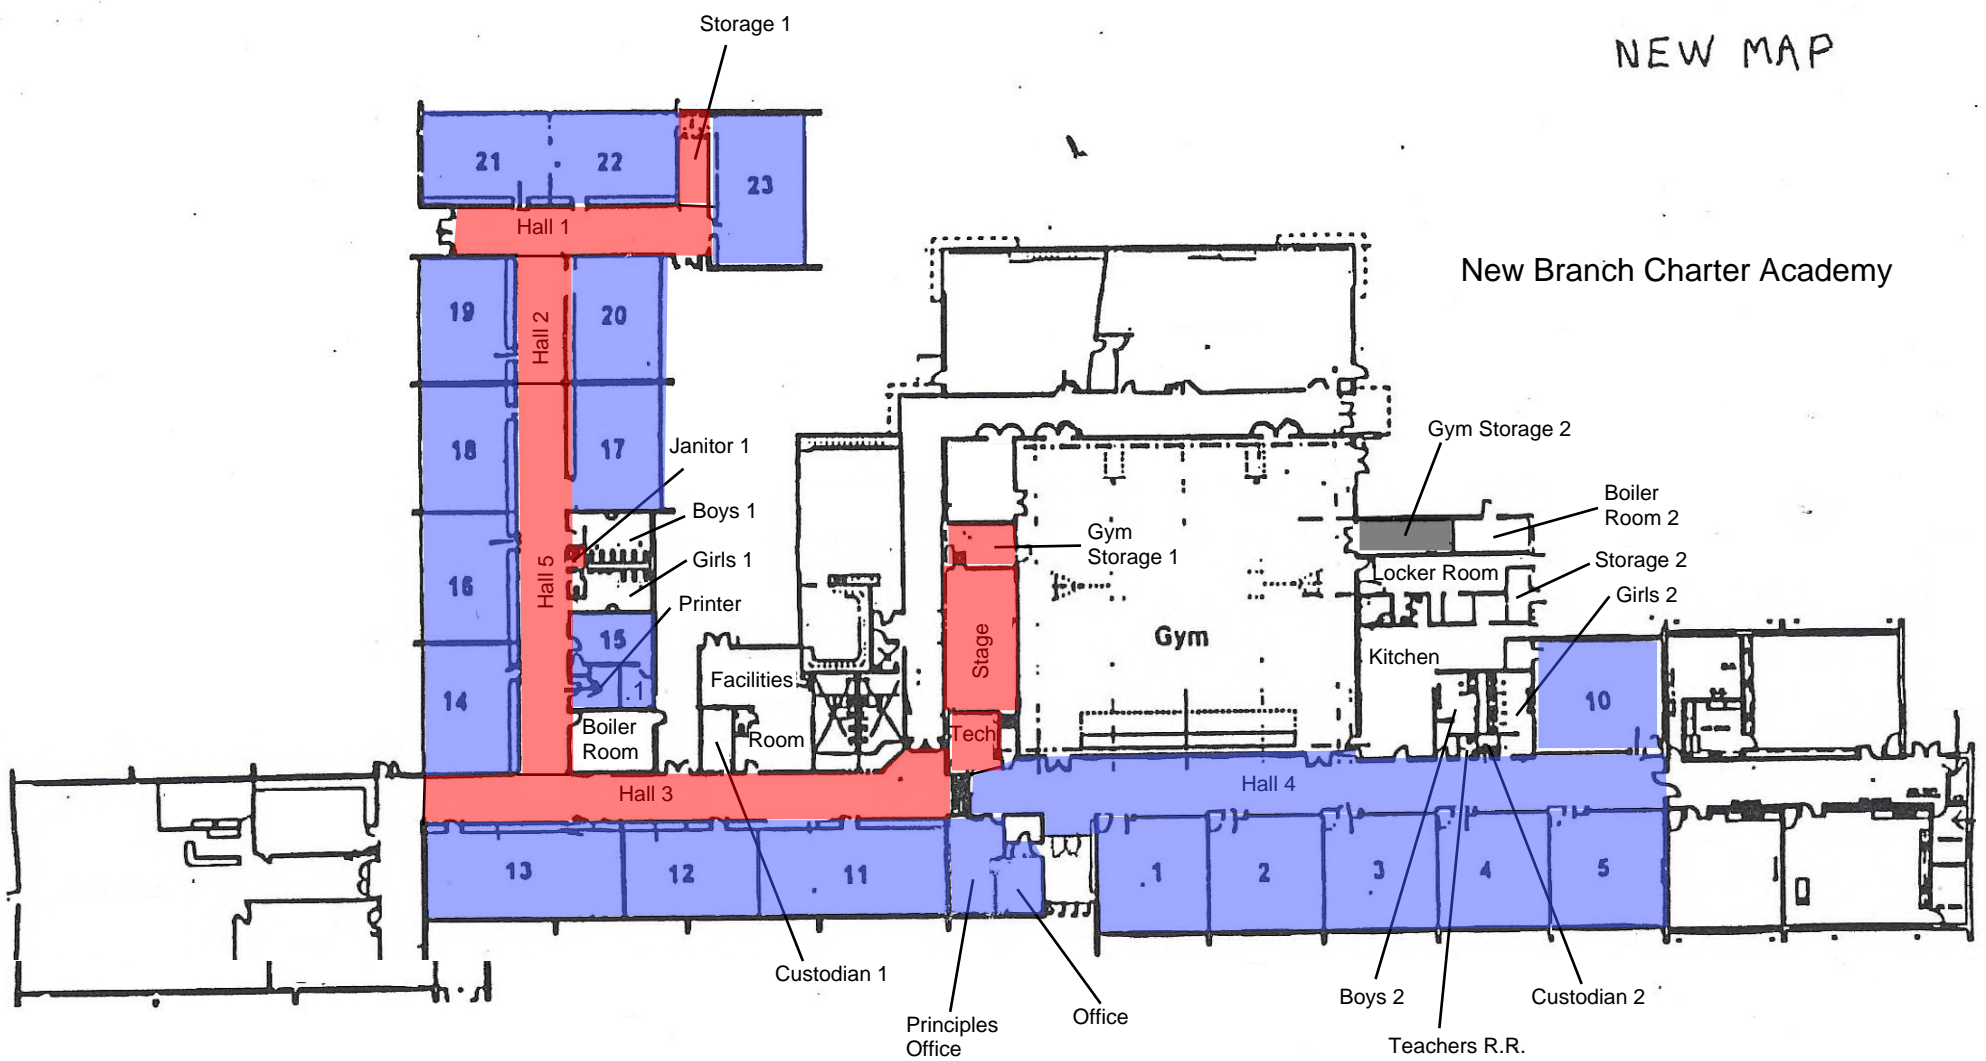 Storage 1
NEW MAP
21
22
23
Hall 1
New Branch Charter Academy
19
Hall 2
20
18
17
Janitor 1
Gym Storage 2
Boys 1
Boiler
Room 2
Gym
Storage 1
Girls 1
Storage 2
Locker Room
16
Hall 5
Printer
Girls 2
15
Stage
Gym
Kitchen
Facilities
.1
14
10
Boiler
Room
Room
Tech
Hall 3
Hall 4
13
12
11
1
2
3
4
5
Custodian 1
Principles
Office
Office
Boys 2
Custodian 2
Teachers R.R.